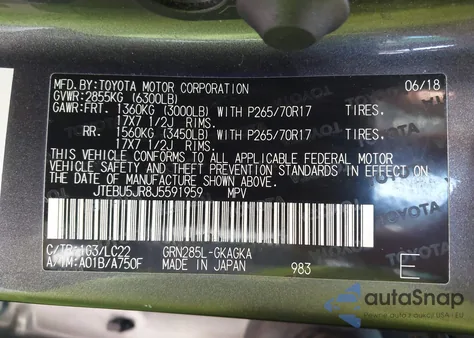 MFD. BY: TOYOTA MOTOR CORPORATION 06/18
GVWR: 2855KG (6300LB)
GAWR: FRT. 1360KG (3000LB) WITH P265/70R17 TIRES.
17X7 1/2J RIMS.
RR. 1560KG (3450LB) WITH P265/70R17 TIRES.
17X7 1/2J RIMS.
THIS VEHICLE CONFORMS TO ALL APPLICABLE FEDERAL MOTOR
VEHICLE SAFETY AND BUMPER STANDARDS IN EFFECT ON
THE DATE OF MANUFACTURE SHOWN ABOVE.
JTEBU5JR8J5591959 MPV
C/TR: 1G3/LC22 GRN285L-GKAGKA
A/TM: A01B/A750F MADE IN JAPAN 983 E
autoSnap